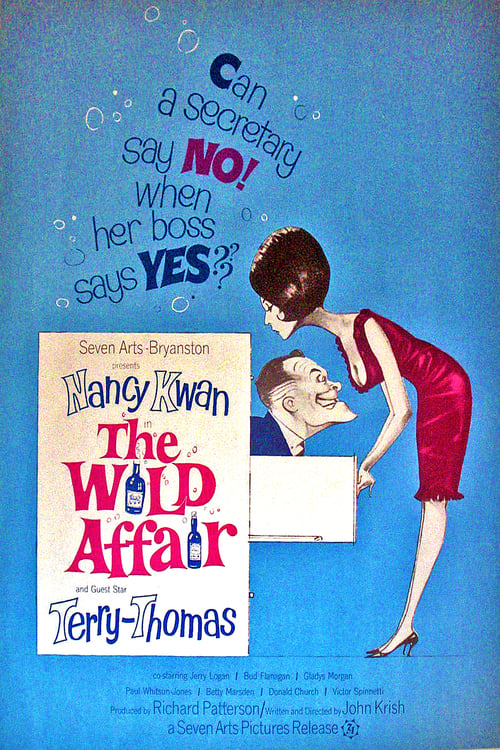 Can
a secretary
say NO!
when
her boss
says YES??
Seven Arts-Bryanston
presents
Nancy Kwan
in
The
WILD
Affair
and Guest Star
Terry-Thomas
co-starring Jerry Logan / Bud Flanagan / Gladys Morgan
Paul Whitsun-Jones / Betty Marsden / Donald Church / Victor Spinnetti
Produced by Richard Patterson/Written and Directed by John Krish
a Seven Arts Pictures Release